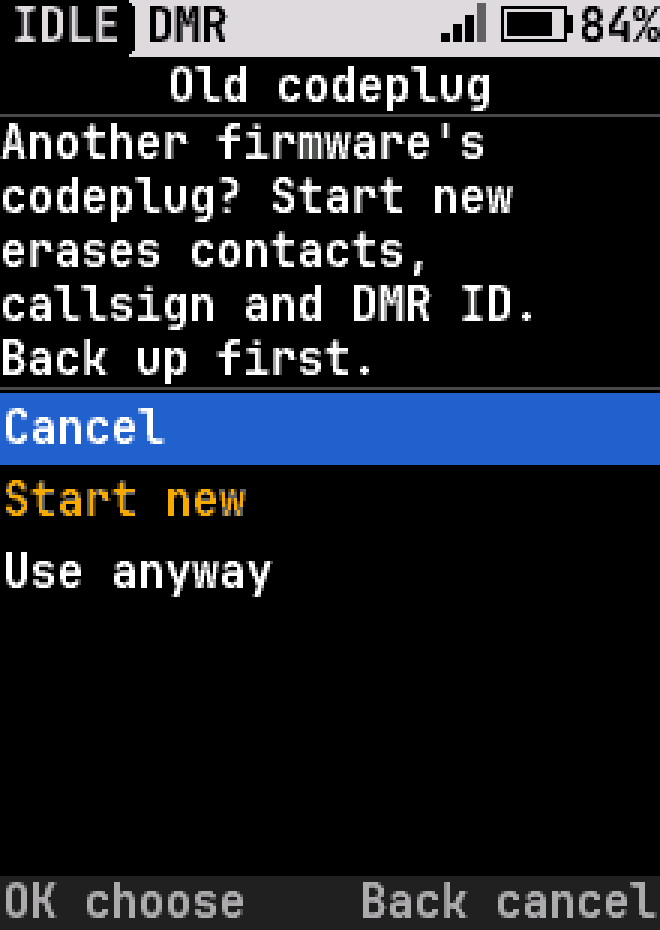 IDLE DMR 84%
Old codeplug
Another firmware's
codeplug? Start new
erases contacts,
callsign and DMR ID.
Back up first.
Cancel
Start new
Use anyway
OK choose Back cancel